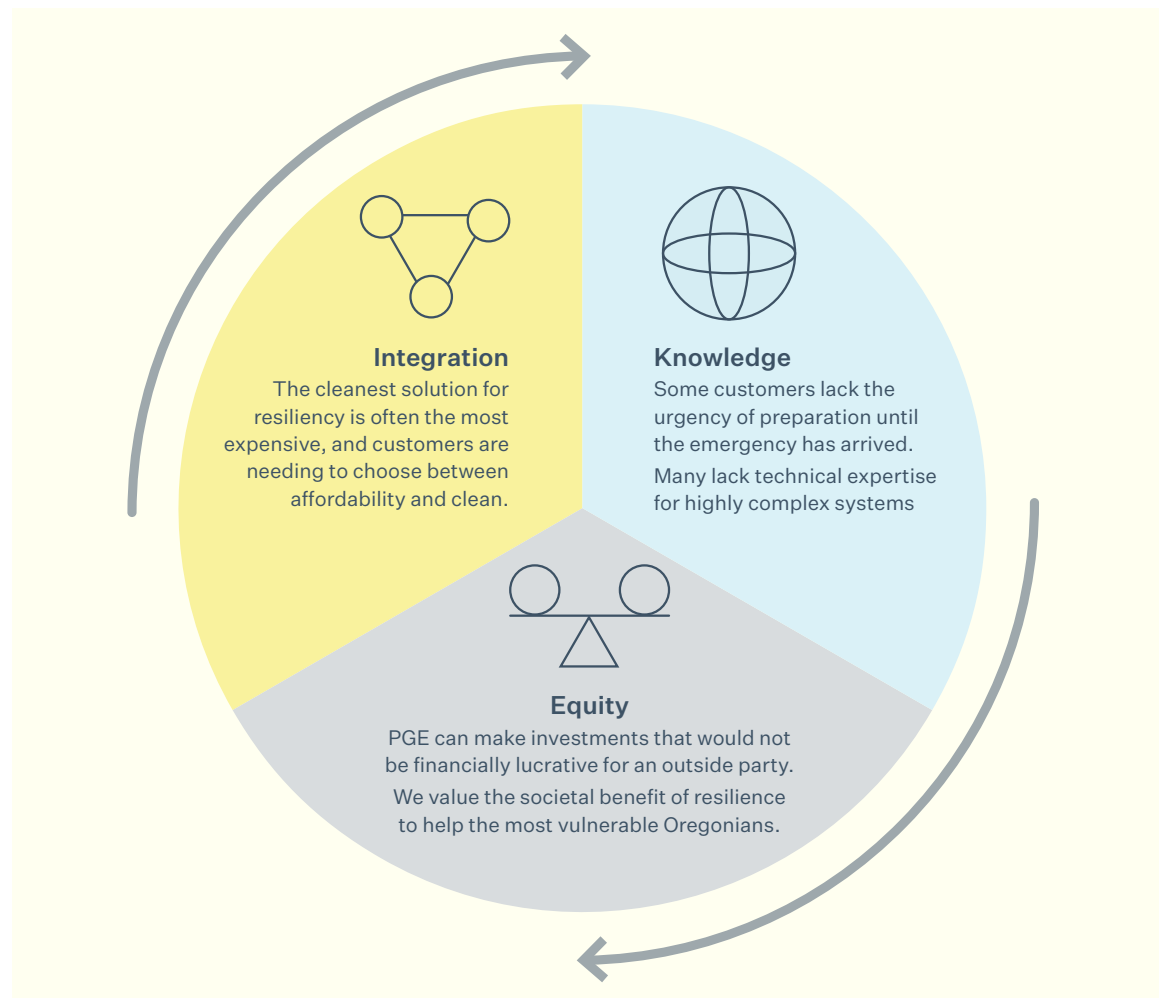 Integration
The cleanest solution for
resiliency is often the most
expensive, and customers are
needing to choose between
affordability and clean.
Knowledge
Some customers lack the
urgency of preparation until
the emergency has arrived.
Many lack technical expertise
for highly complex systems
Equity
PGE can make investments that would not
be financially lucrative for an outside party.
We value the societal benefit of resilience
to help the most vulnerable Oregonians.